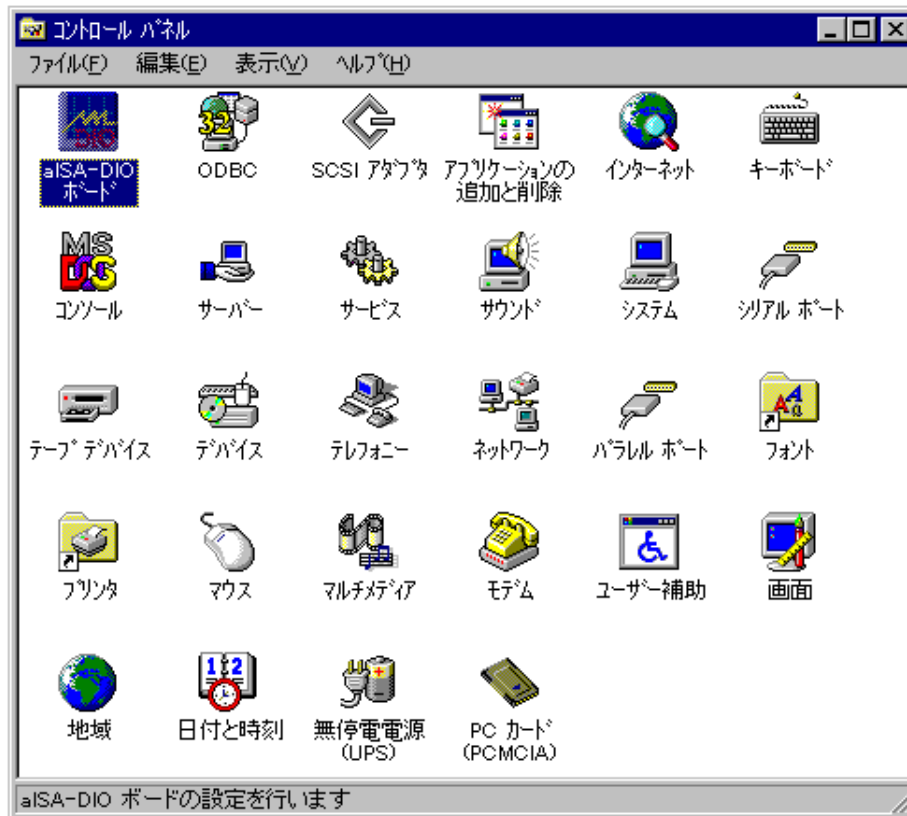 コントロール パネル
ファイル(F) 編集(E) 表示(V) ヘルプ(H)
DIO
aISA-DIO
ボード
32
ODBC
SCSI アダプタ
アプリケーションの
追加と削除
インターネット
キーボード
MS
DOS
コンソール
サーバー
サービス
サウンド
システム
シリアル ポート
テープ デバイス
デバイス
テレフォニー
ネットワーク
パラレル ポート
フォント
プリンタ
マウス
マルチメディア
モデム
ユーザー補助
画面
地域
12
日付と時刻
無停電電源
(UPS)
PC カード
(PCMCIA)
aISA-DIO ボードの設定を行います